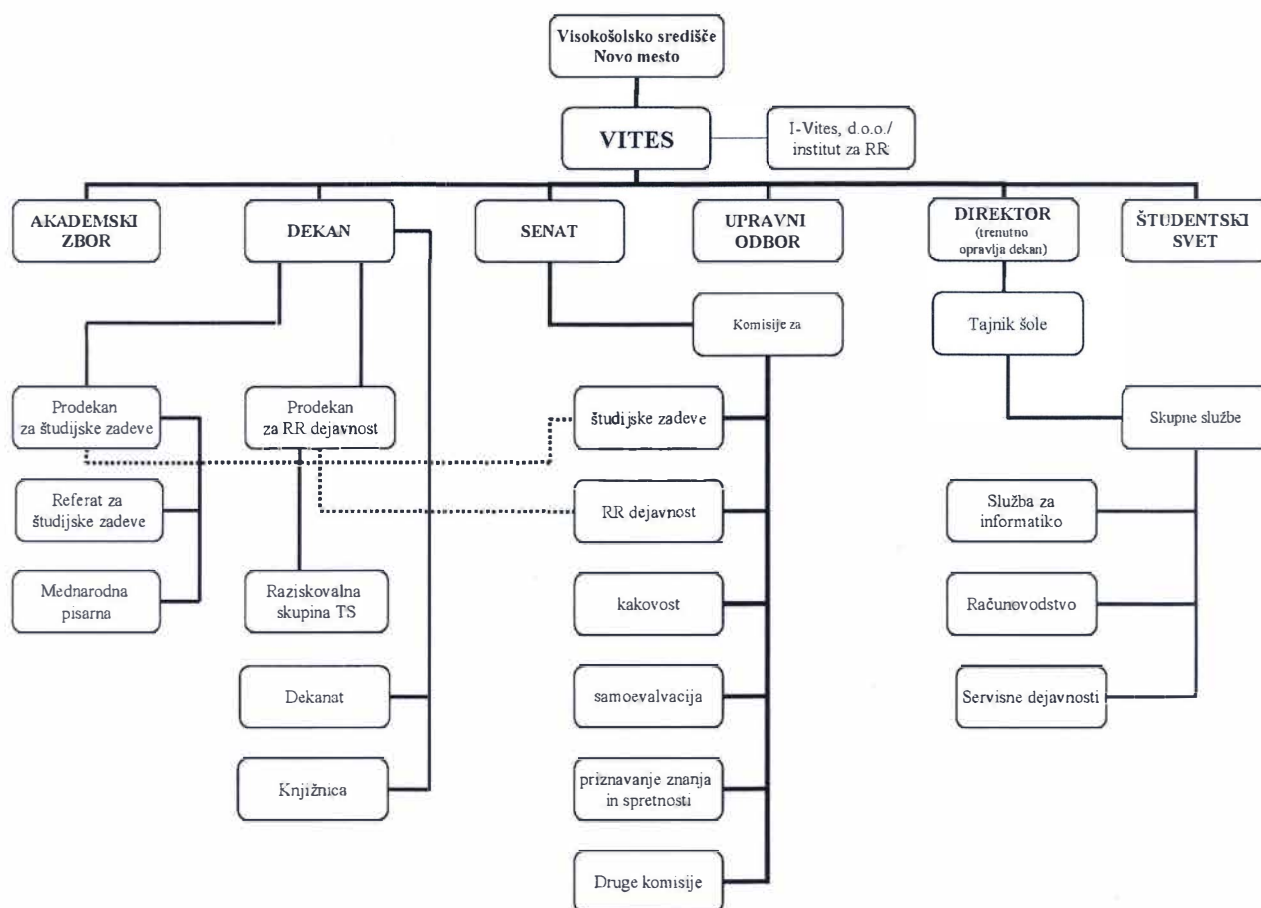 Visokošolsko središče
Novo mesto
VITES
I-Vites, d.o.o./
institut za RR
AKADEMSKI
ZBOR
DEKAN
SENAT
UPRAVNI
ODBOR
DIREKTOR
(trenutno
opravlja dekan)
ŠTUDENTSKI
SVET
Komisije za
Tajnik šole
Prodekan
za študijske zadeve
Prodekan
za RR dejavnost
študijske zadeve
Skupne službe
Referat za
študijske zadeve
RR dejavnost
Služba za
informatiko
Mednarodna
pisarna
Raziskovalna
skupina TS
kakovost
Računovodstvo
Dekanat
samoevalvacija
Servisne dejavnosti
Knjižnica
priznavanje znanja
in spretnosti
Druge komisije